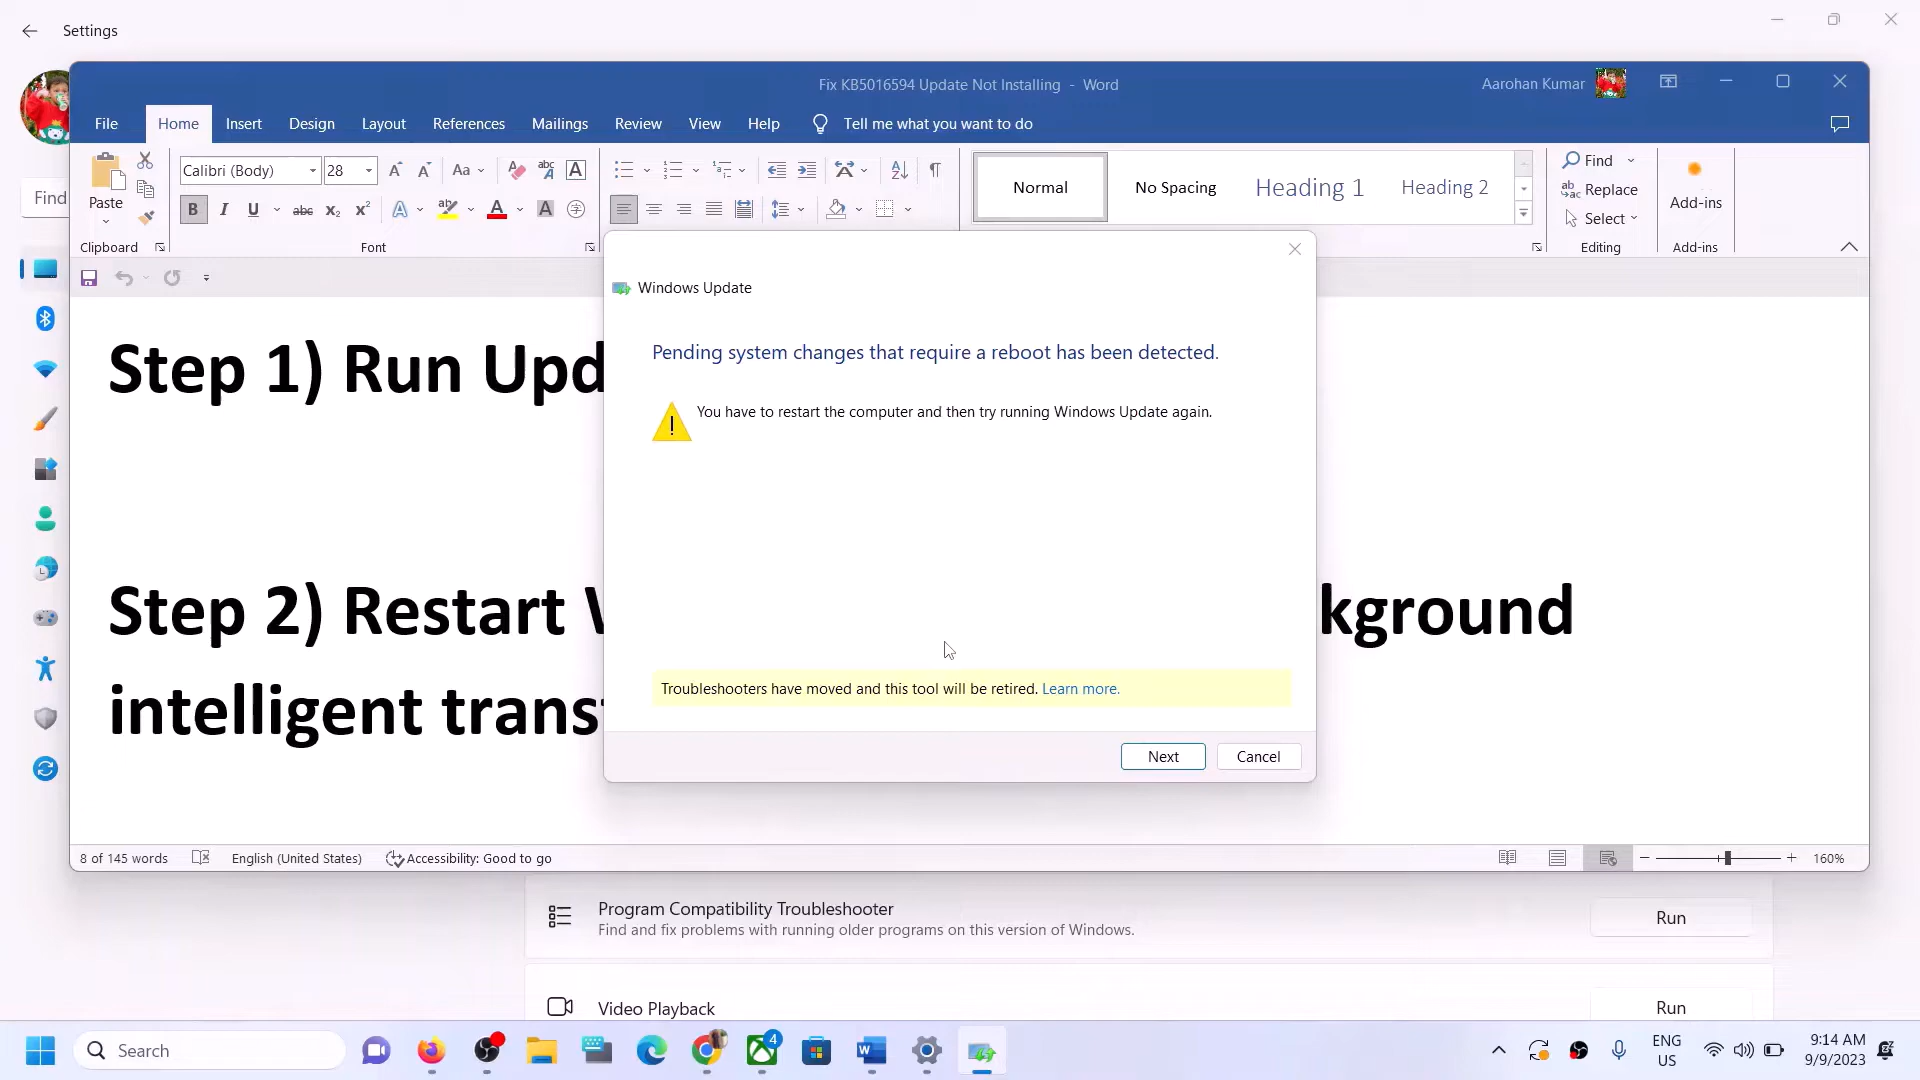 Settings
Fix KB5016594 Update Not Installing - Word
Aarohan Kumar
File Home Insert Design Layout References Mailings Review View Help Tell me what you want to do
Find
Paste
Calibri (Body) 28
Normal No Spacing Heading 1 Heading 2
Find
Replace
Select
Add-ins
Clipboard Font Editing Add-ins
Windows Update
Pending system changes that require a reboot has been detected.
You have to restart the computer and then try running Windows Update again.
Troubleshooters have moved and this tool will be retired. Learn more.
Next Cancel
Step 1) Run Upd
Step 2) Restart
kground
intelligent trans
8 of 145 words English (United States) Accessibility: Good to go 160%
Program Compatibility Troubleshooter
Find and fix problems with running older programs on this version of Windows.
Run
Video Playback
Run
Search
4
ENG
US
9:14 AM
9/9/2023